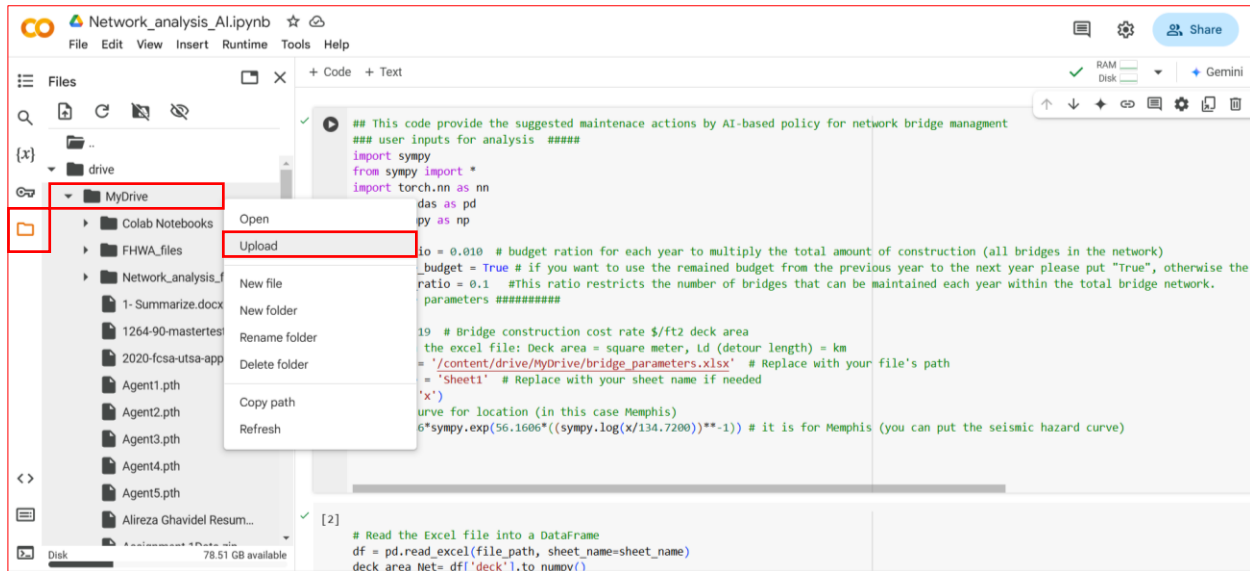 Network_analysis_AI.ipynb
File Edit View Insert Runtime Tools Help
Share
Files
+ Code + Text
RAM
Disk
Gemini
..
drive
MyDrive
Colab Notebooks
FHWA_files
Network_analysis_f
1- Summarize.docx
1264-90-mastertest
2020-fcsa-utsa-app
Agent1.pth
Agent2.pth
Agent3.pth
Agent4.pth
Agent5.pth
Alireza Ghavidel Resum...
Disk 78.51 GB available
{x}
Open
Upload
New file
New folder
Rename folder
Delete folder
Copy path
Refresh
## This code provide the suggested maintenace actions by AI-based policy for network bridge managment
### user inputs for analysis #####
import sympy
from sympy import *
import torch.nn as nn
das as pd
py as np
io = 0.010 # budget ration for each year to multiply the total amount of construction (all bridges in the network)
_budget = True # if you want to use the remained budget from the previous year to the next year please put "True", otherwise the
ratio = 0.1 #This ratio restricts the number of bridges that can be maintained each year within the total bridge network.
parameters ##########
19 # Bridge construction cost rate $/ft2 deck area
the excel file: Deck area = square meter, Ld (detour length) = km
= '/content/drive/MyDrive/bridge_parameters.xlsx' # Replace with your file's path
= 'Sheet1' # Replace with your sheet name if needed
'x')
urve for location (in this case Memphis)
6*sympy.exp(56.1606*((sympy.log(x/134.7200))**-1)) # it is for Memphis (you can put the seismic hazard curve)
[2]
# Read the Excel file into a DataFrame
df = pd.read_excel(file_path, sheet_name=sheet_name)
deck_area_Net= df['deck'].to_numpy()